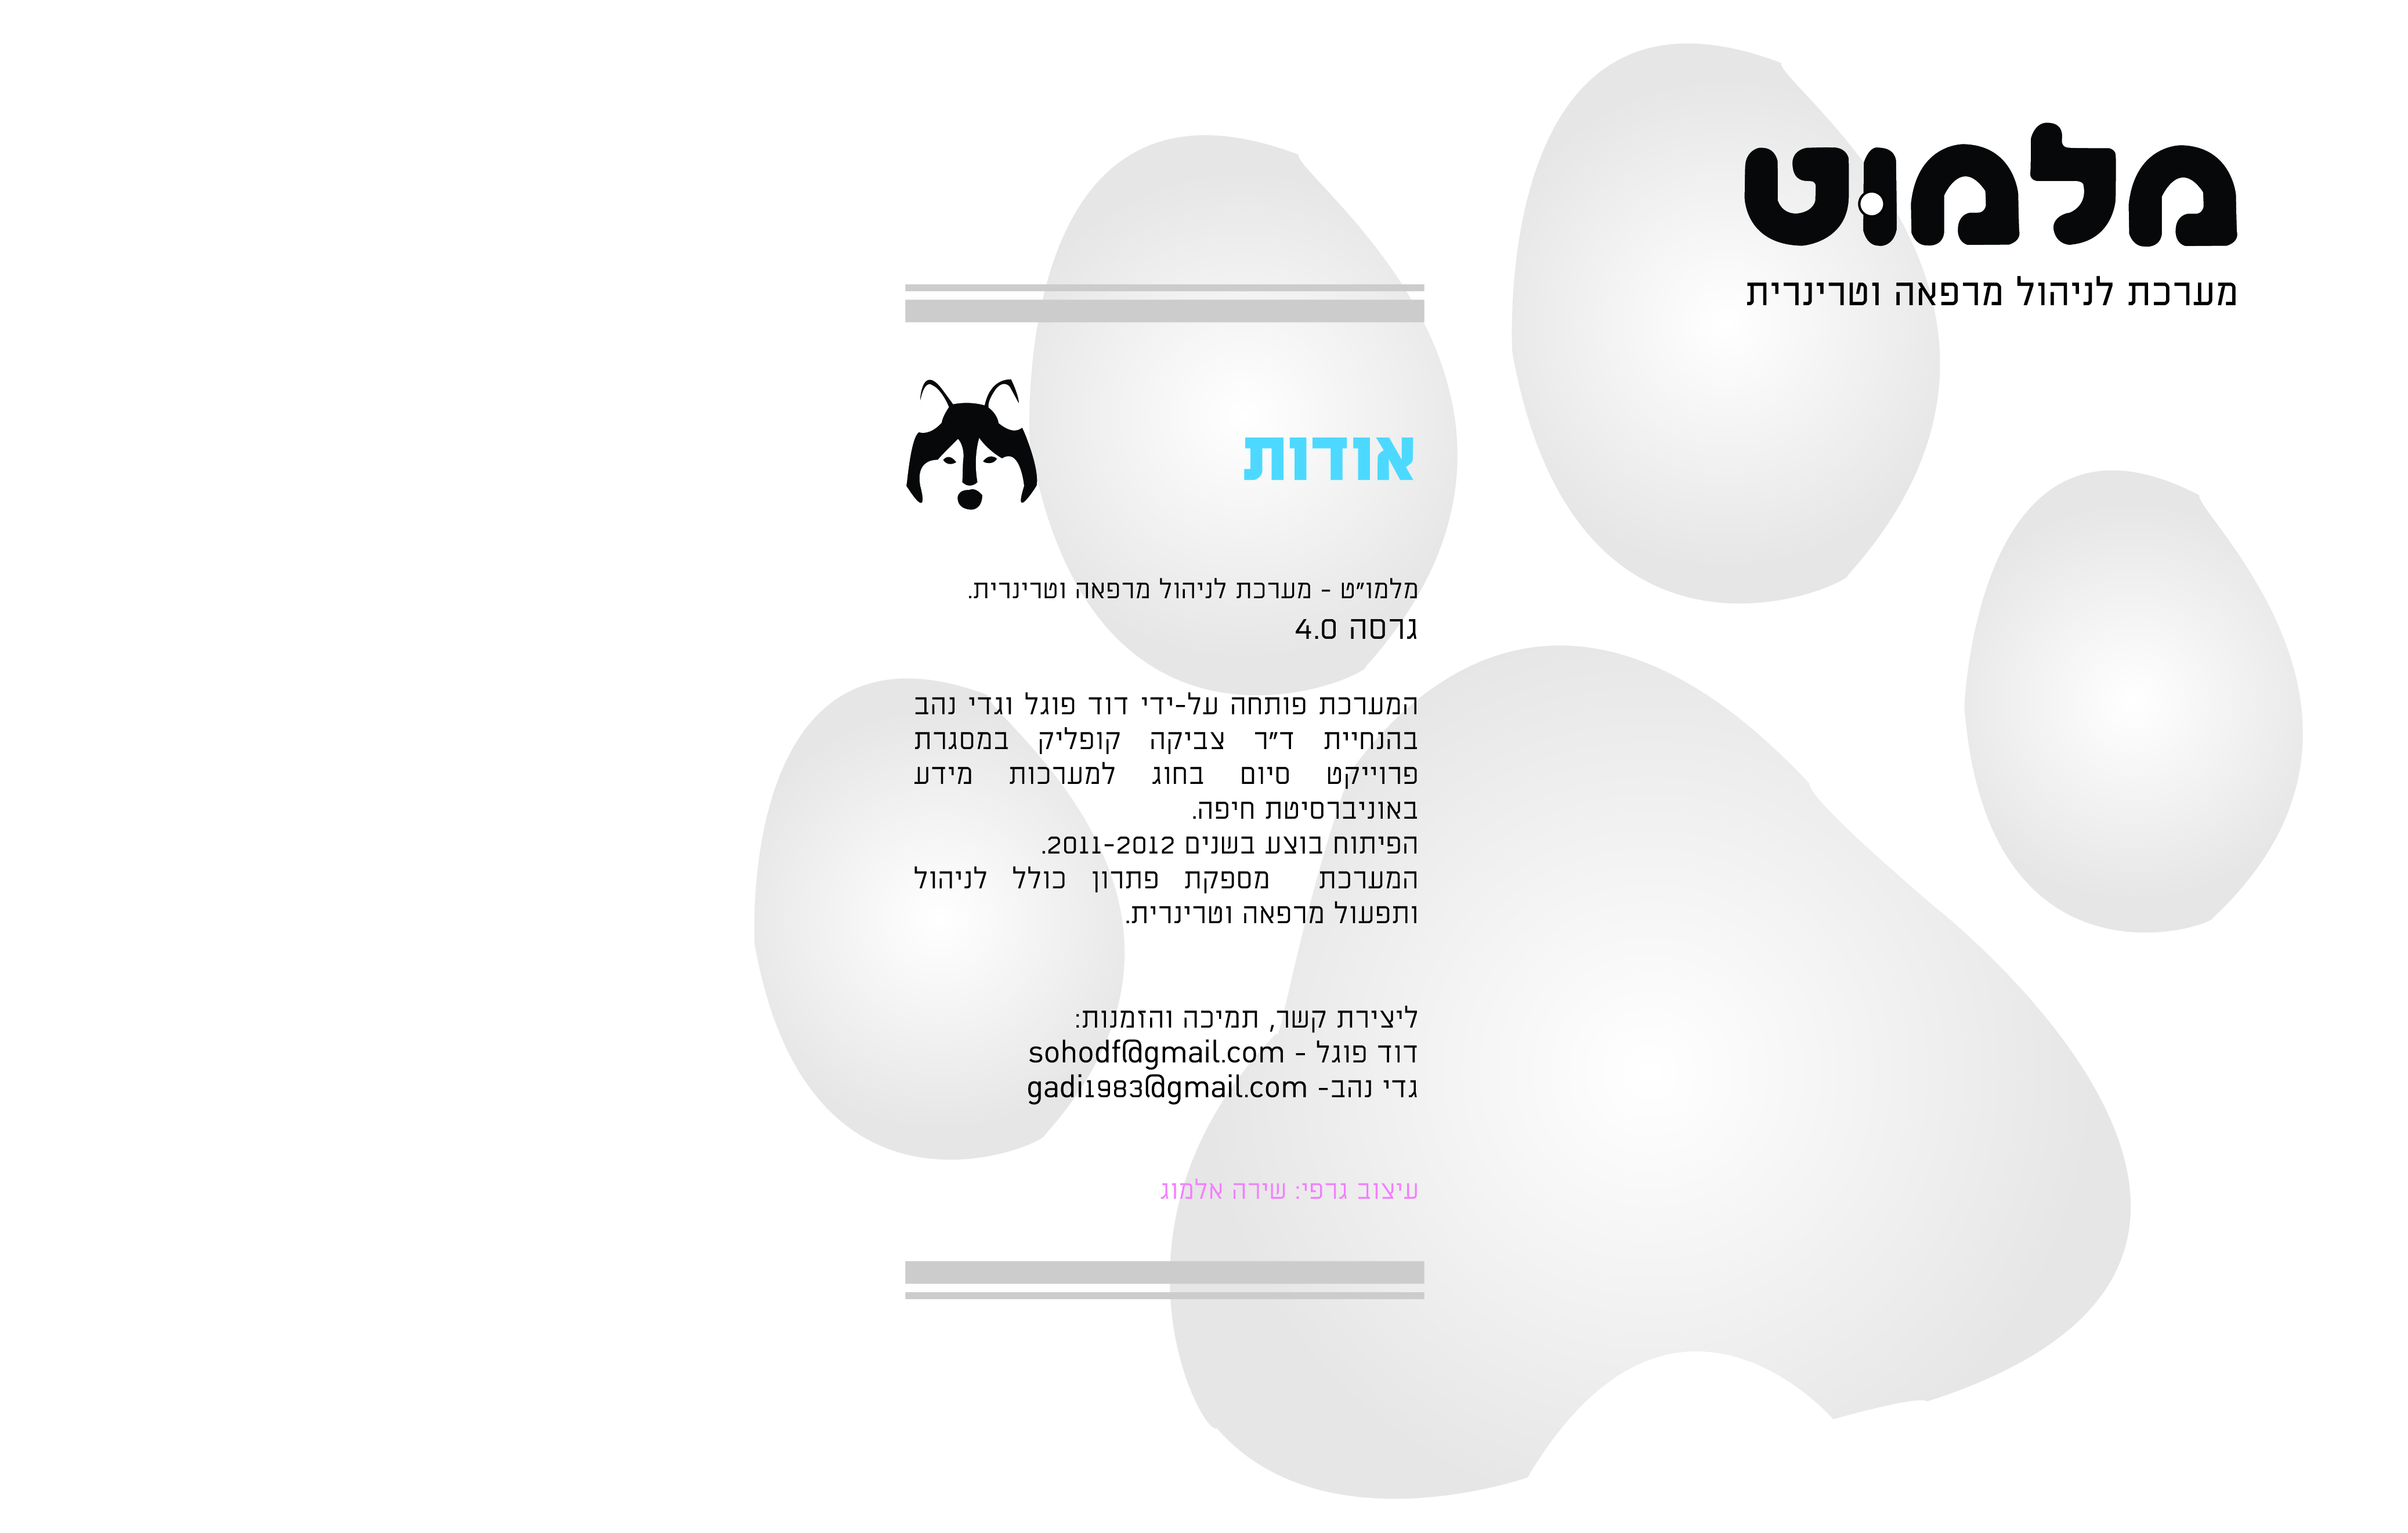 מלמוט
מערכת לניהול מרפאה וטרינרית
אודות
מלמו"ט - מערכת לניהול מרפאה וטרינרית.
גרסה 4.0
המערכת פותחה על-ידי דוד פוגל וגדי נהב
בהנחיית ד"ר צביקה קופליק במסגרת
פרוייקט סיום בחוג למערכות מידע
באוניברסיטת חיפה.
הפיתוח בוצע בשנים 2011-2012.
המערכת מספקת פתרון כולל לניהול
ותפעול מרפאה וטרינרית.
ליצירת קשר, תמיכה והזמנות:
דוד פוגל - sohodf@gmail.com
גדי נהב- gadi1983@gmail.com
עיצוב גרפי: שירה אלמוג